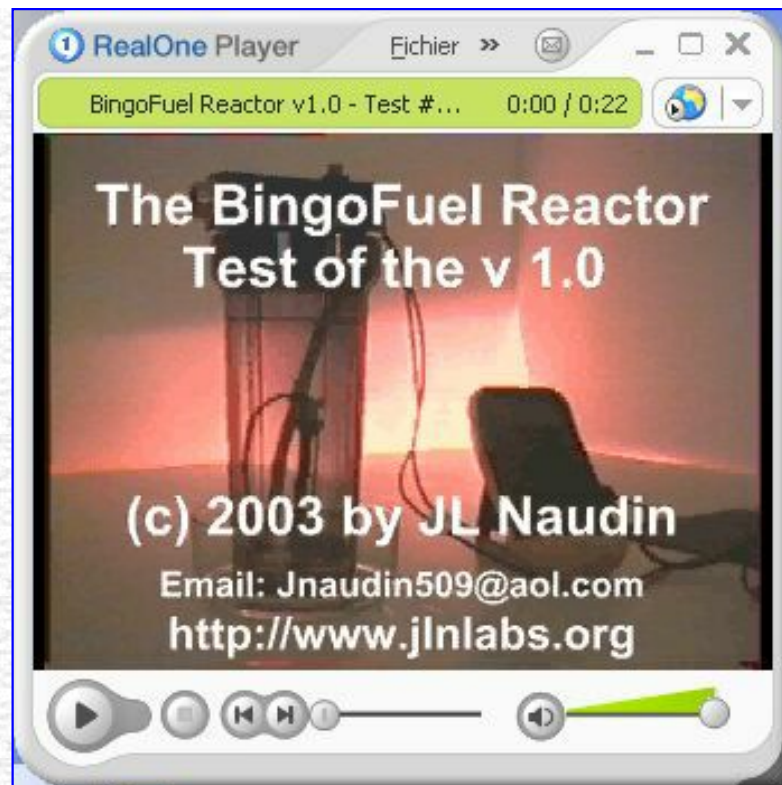 RealOne Player Fichier »
BingoFuel Reactor v1.0 - Test #... 0:00 / 0:22
The BingoFuel Reactor
Test of the v 1.0
(c) 2003 by JL Naudin
Email: Jnaudin509@aol.com
http://www.jlnlabs.org